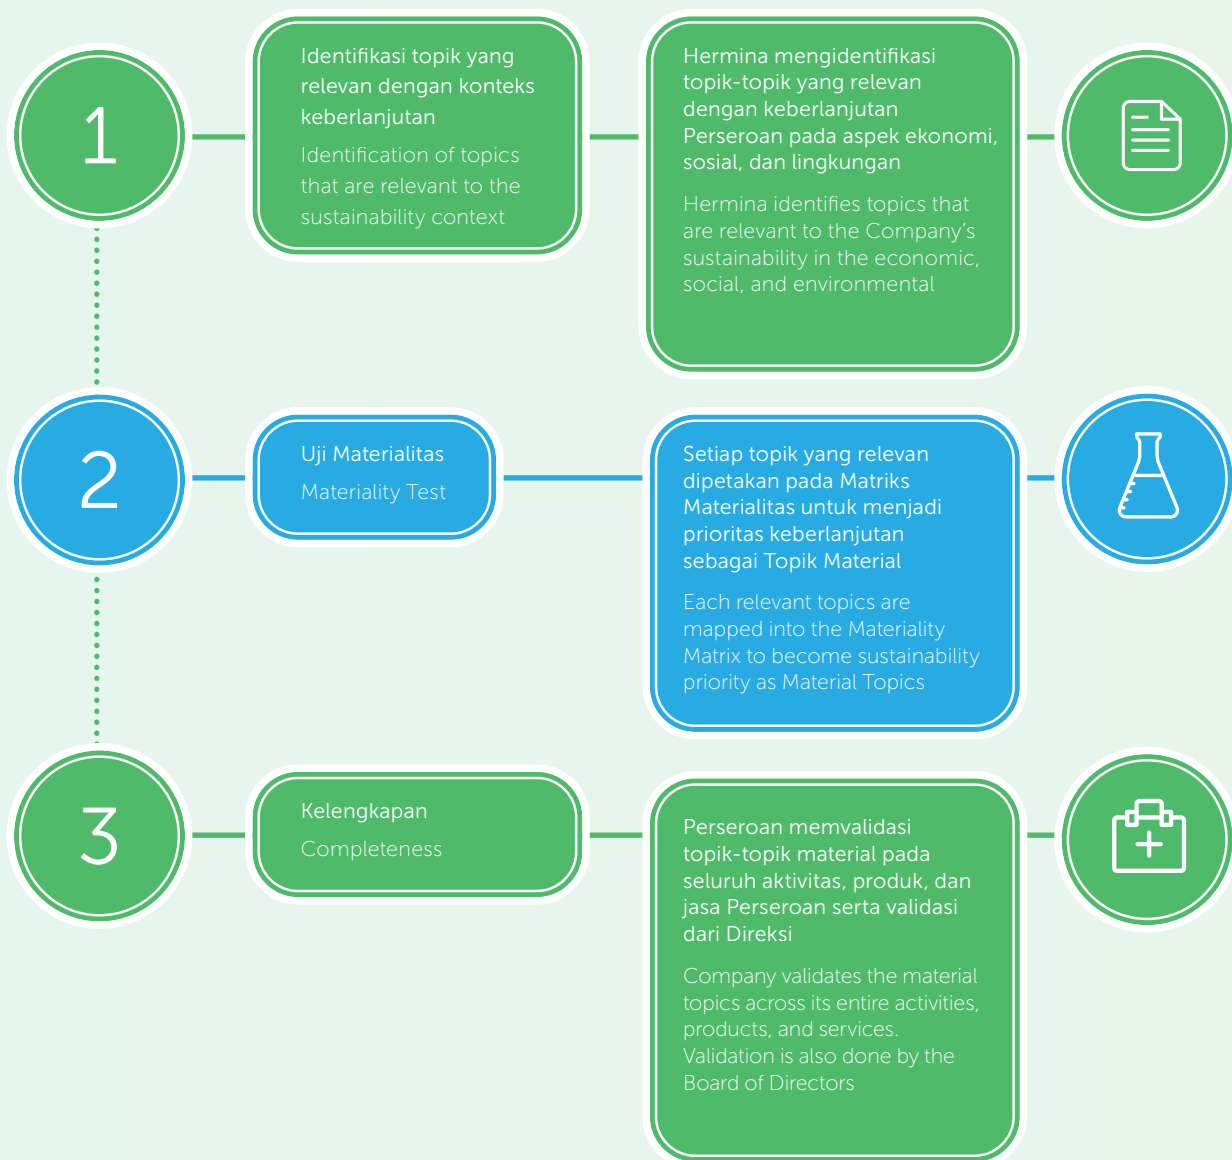 1
Identifikasi topik yang
relevan dengan konteks
keberlanjutan
Identification of topics
that are relevant to the
sustainability context
Hermina mengidentifikasi
topik-topik yang relevan
dengan keberlanjutan
Perseroan pada aspek ekonomi,
sosial, dan lingkungan
Hermina identifies topics that
are relevant to the Company’s
sustainability in the economic,
social, and environmental
2
Uji Materialitas
Materiality Test
Setiap topik yang relevan
dipetakan pada Matriks
Materialitas untuk menjadi
prioritas keberlanjutan
sebagai Topik Material
Each relevant topics are
mapped into the Materiality
Matrix to become sustainability
priority as Material Topics
3
Kelengkapan
Completeness
Perseroan memvalidasi
topik-topik material pada
seluruh aktivitas, produk, dan
jasa Perseroan serta validasi
dari Direksi
Company validates the material
topics across its entire activities,
products, and services.
Validation is also done by the
Board of Directors